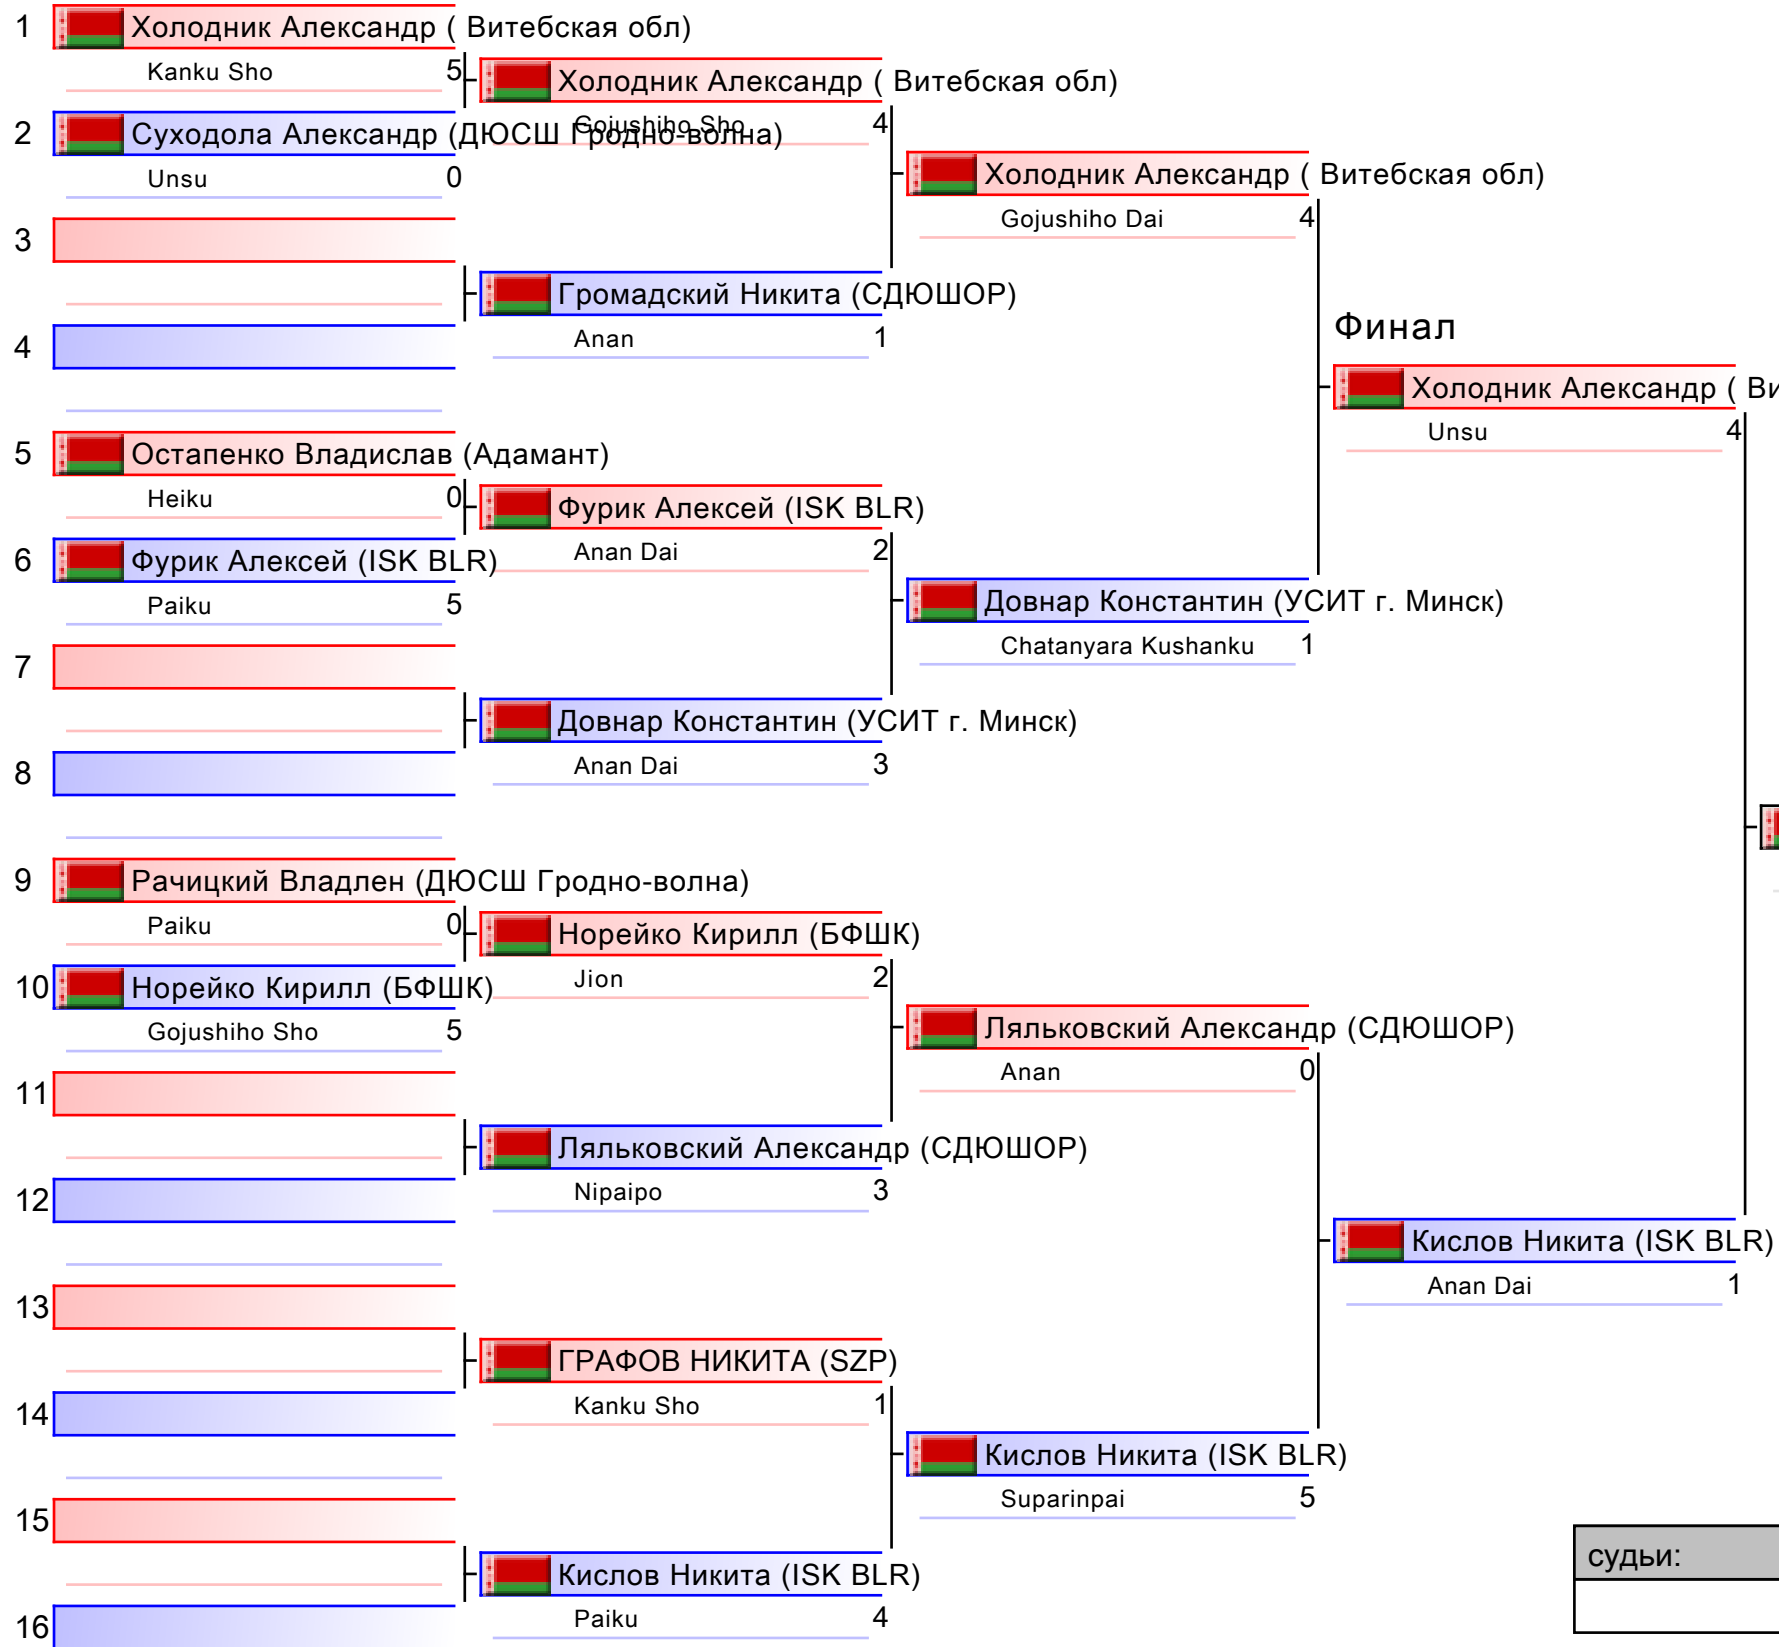 1
Холодник Александр ( Витебская обл)
Kanku Sho 5
2
Суходола Александр (ДЮСШ Гродно-волна)
Unsu 0
3
4
5
Остапенко Владислав (Адамант)
Heiku 0
6
Фурик Алексей (ISK BLR)
Paiku 5
7
8
9
Рачицкий Владлен (ДЮСШ Гродно-волна)
Paiku 0
10
Норейко Кирилл (БФШК)
Gojushiho Sho 5
11
12
13
14
15
16
Холодник Александр ( Витебская обл)
Gojushiho Sho 4
Громадский Никита (СДЮШОР)
Anan 1
Фурик Алексей (ISK BLR)
Anan Dai 2
Довнар Константин (УСИТ г. Минск)
Anan Dai 3
Норейко Кирилл (БФШК)
Jion 2
Ляльковский Александр (СДЮШОР)
Nipaipo 3
ГРАФОВ НИКИТА (SZP)
Kanku Sho 1
Кислов Никита (ISK BLR)
Paiku 4
Холодник Александр ( Витебская обл)
Gojushiho Dai 4
Довнар Константин (УСИТ г. Минск)
Chatanyara Kushanku 1
Ляльковский Александр (СДЮШОР)
Anan 0
Кислов Никита (ISK BLR)
Suparinpai 5
Финал
Холодник Александр ( Ви
Unsu 4
Кислов Никита (ISK BLR)
Anan Dai 1
судьи: